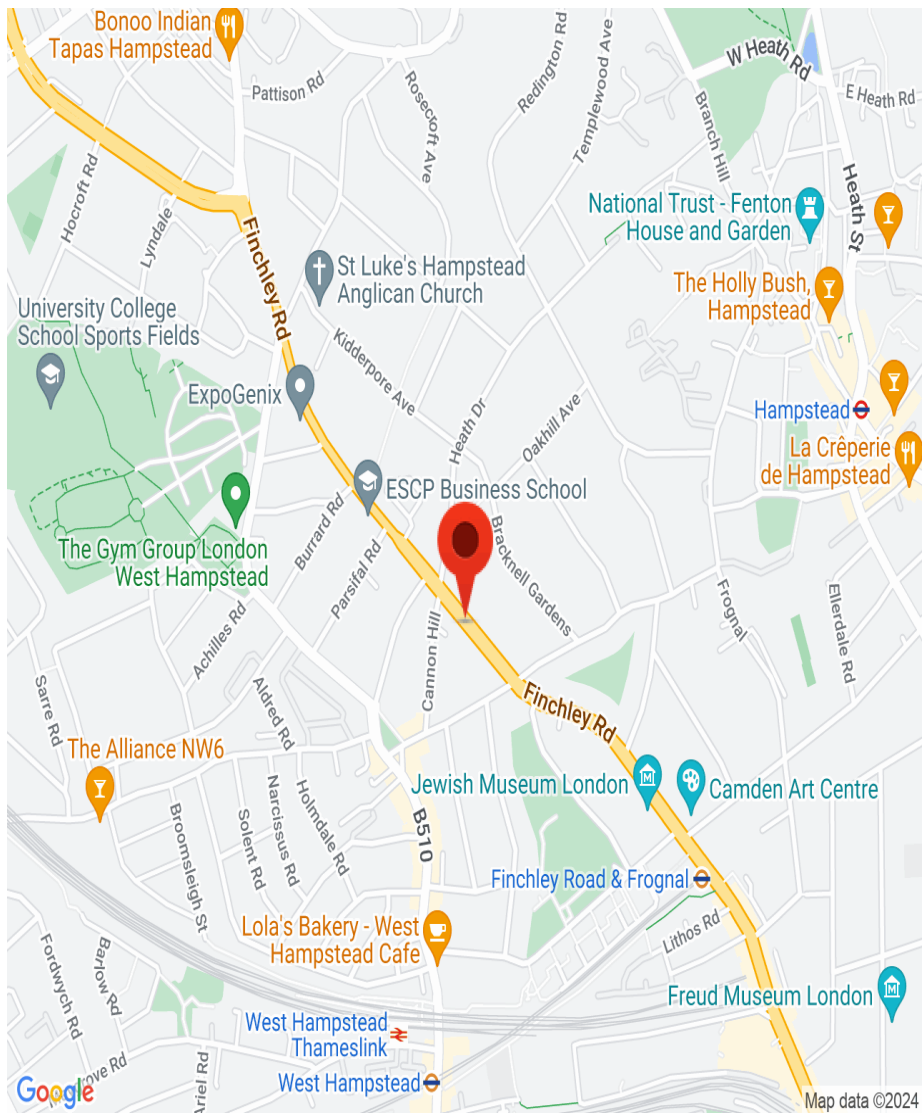 Bonoo Indian
Tapas Hampstead
Pattison Rd
Rosecroft Ave
Redington Rd
Templewood Ave
W Heath Rd
E Heath Rd
Branch Hill
Heath St
Hocroft Rd
Lyndale
Finchley Rd
National Trust - Fenton
House and Garden
St Luke's Hampstead
Anglican Church
The Holly Bush,
Hampstead
University College
School Sports Fields
Kidderpore Ave
ExpoGenix
Heath Dr
Oakhill Ave
Hampstead
La Crêperie
de Hampstead
ESCP Business School
Burrard Rd
Parsifal Rd
Bracknell Gardens
The Gym Group London
West Hampstead
Achilles Rd
Cannon Hill
Frognal
Ellerdale Rd
Sarre Rd
Aldred Rd
Finchley Rd
The Alliance NW6
Jewish Museum London
Camden Art Centre
Broomsleigh St
Solent Rd
Narcissus Rd
Holmdale Rd
B510
Finchley Road & Frognal
Lithos Rd
Lola's Bakery - West
Hampstead Cafe
Fordwych Rd
Barlow Rd
Freud Museum London
West Hampstead
Thameslink
West Hampstead
Ariel Rd
Google
Map data ©2024